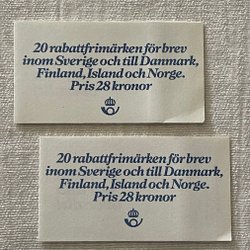 20 rabattfrimärken för brev
inom Sverige och till Danmark,
Finland, Island och Norge.
Pris 28 kronor
20 rabattfrimärken för brev
inom Sverige och till Danmark,
Finland, Island och Norge.
Pris 28 kronor